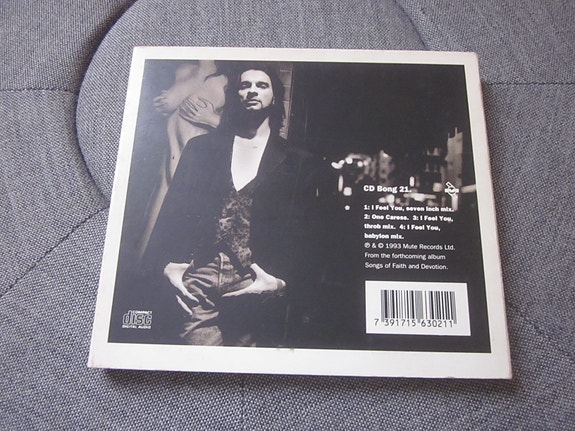 CD Bong 21.
1: I Feel You, seven inch mix.
2: One Caress. 3: I Feel You,
throb mix. 4: I Feel You,
babylon mix.
℗ & © 1993 Mute Records Ltd.
From the forthcoming album
Songs of Faith and Devotion.
COMPACT
disc
DIGITAL AUDIO
7 391715 630211